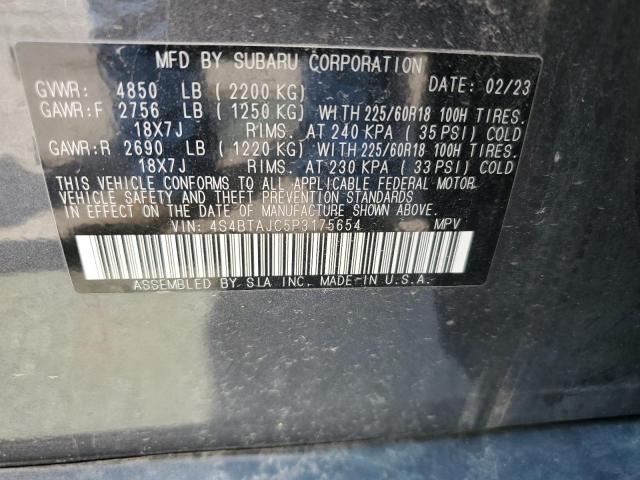 MFD BY SUBARU CORPORATION
GVWR: 4850 LB ( 2200 KG) DATE: 02/23
GAWR:F 2756 LB ( 1250 KG) WITH 225/60R18 100H TIRES.
18X7J RIMS. AT 240 KPA ( 35 PSI) COLD
GAWR:R 2690 LB ( 1220 KG) WITH 225/60R18 100H TIRES.
18X7J RIMS. AT 230 KPA ( 33 PSI) COLD
THIS VEHICLE CONFORMS TO ALL APPLICABLE FEDERAL MOTOR
VEHICLE SAFETY AND THEFT PREVENTION STANDARDS
IN EFFECT ON THE DATE OF MANUFACTURE SHOWN ABOVE.
VIN: 4S4BTAJC5P3175654 MPV
ASSEMBLED BY SIA INC. MADE IN U.S.A.